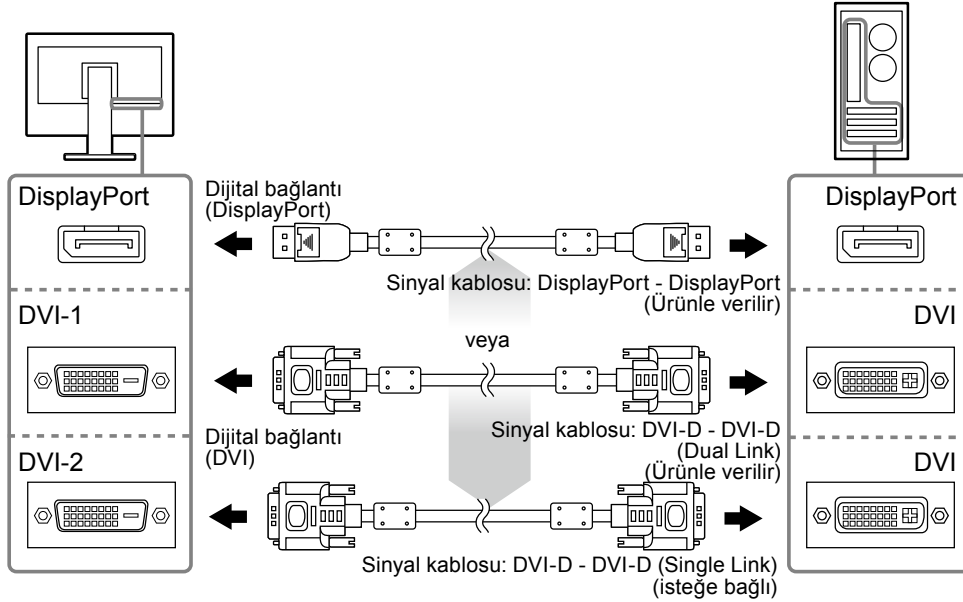 DisplayPort
Dijital bağlantı
(DisplayPort)
DisplayPort
Sinyal kablosu: DisplayPort - DisplayPort
(Ürünle verilir)
DVI-1
veya
DVI
Dijital bağlantı
(DVI)
Sinyal kablosu: DVI-D - DVI-D
(Dual Link)
(Ürünle verilir)
DVI-2
DVI
Sinyal kablosu: DVI-D - DVI-D (Single Link)
(isteğe bağlı)